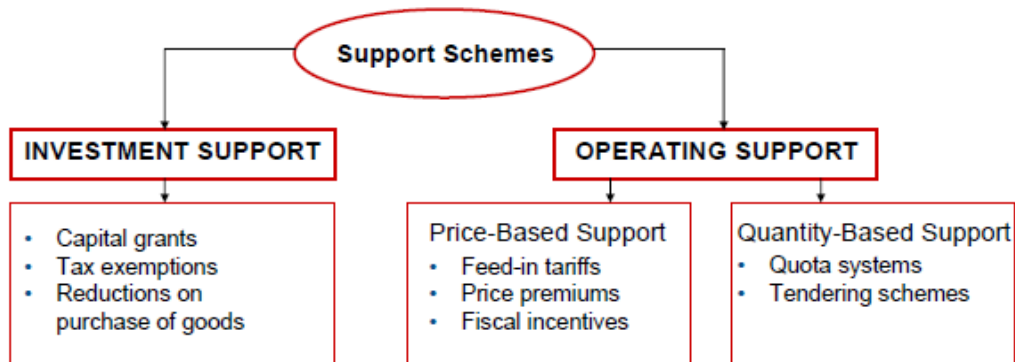 Support Schemes
INVESTMENT SUPPORT
OPERATING SUPPORT
• Capital grants
• Tax exemptions
• Reductions on
purchase of goods
Price-Based Support
• Feed-in tariffs
• Price premiums
• Fiscal incentives
Quantity-Based Support
• Quota systems
• Tendering schemes